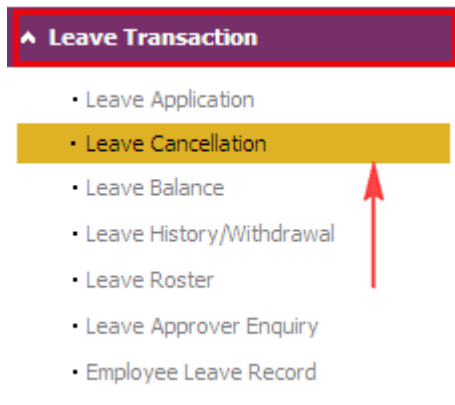 Leave Transaction
Leave Application
Leave Cancellation
Leave Balance
Leave History/Withdrawal
Leave Roster
Leave Approver Enquiry
Employee Leave Record